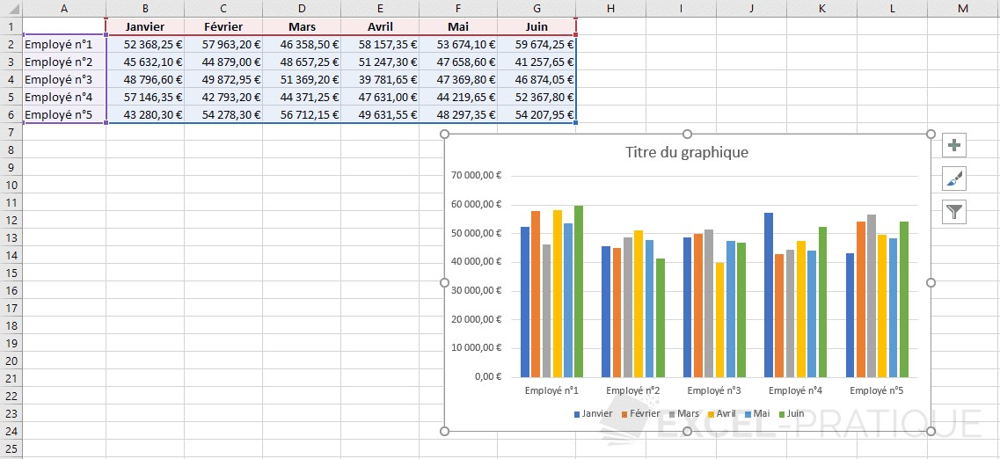 A B C D E F G H I J K L M
1 Janvier Février Mars Avril Mai Juin
2 Employé n°1 52 368,25 € 57 963,20 € 46 358,50 € 58 157,35 € 53 674,10 € 59 674,25 €
3 Employé n°2 45 632,10 € 44 879,00 € 48 657,25 € 51 247,30 € 47 658,60 € 41 257,65 €
4 Employé n°3 48 796,60 € 49 872,95 € 51 369,20 € 39 781,65 € 47 369,80 € 46 874,05 €
5 Employé n°4 57 146,35 € 42 793,20 € 44 371,25 € 47 631,00 € 44 219,65 € 52 367,80 €
6 Employé n°5 43 280,30 € 54 278,30 € 56 712,15 € 49 631,55 € 48 297,35 € 54 207,95 €
7
8
9
10
11
12
13
14
15
16
17
18
19
20
21
22
23
24
25
Titre du graphique
70 000,00 €
60 000,00 €
50 000,00 €
40 000,00 €
30 000,00 €
20 000,00 €
10 000,00 €
0,00 €
Employé n°1 Employé n°2 Employé n°3 Employé n°4 Employé n°5
Janvier Février Mars Avril Mai Juin
EXCEL-PRATIQUE